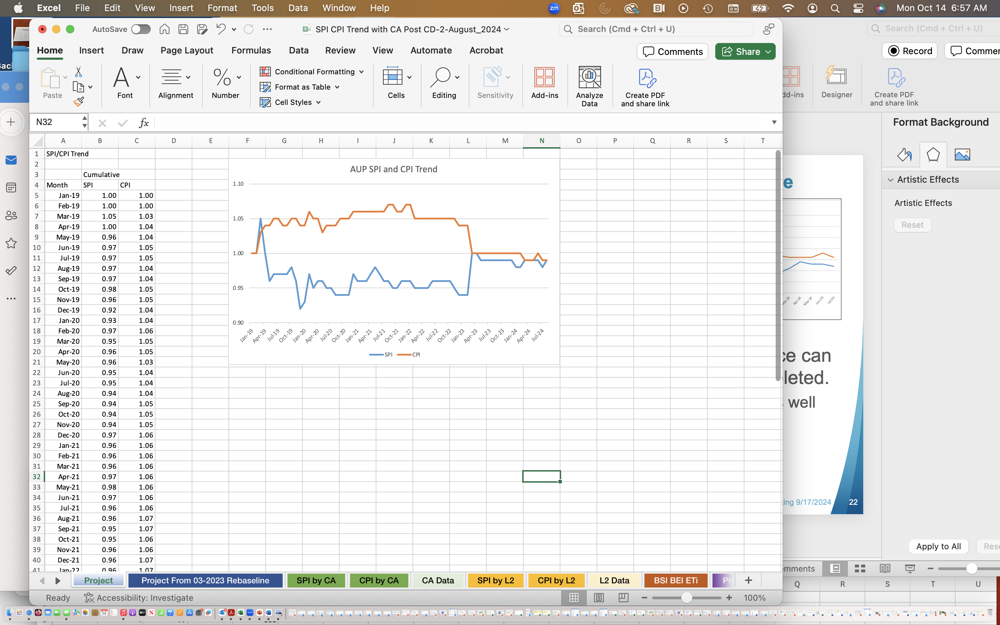 Excel File Edit View Insert Format Tools Data Window Help
zm
Mon Oct 14 6:57 AM
AutoSave
SPI CPI Trend with CA Post CD-2-August_2024
Search (Cmd + Ctrl + U)
Search (Cmd + Ctrl + U)
Home Insert Draw Page Layout Formulas Data Review View Automate Acrobat
Comments
Share
Record
Paste
Font
Alignment
Number
Conditional Formatting
Format as Table
Cell Styles
Cells
Editing
Sensitivity
Add-ins
Analyze Data
Create PDF and share link
dd-ins
Designer
Create PDF
and share link
N32
fx
Format Background
A B C D E F G H I J K L M N O P Q R S T
1 SPI/CPI Trend
2
3 Cumulative
4 Month SPI CPI
5 Jan-19 1.00 1.00
6 Feb-19 1.00 1.00
7 Mar-19 1.05 1.03
8 Apr-19 1.00 1.04
9 May-19 0.96 1.04
10 Jun-19 0.97 1.05
11 Jul-19 0.97 1.05
12 Aug-19 0.97 1.04
13 Sep-19 0.97 1.04
14 Oct-19 0.98 1.05
15 Nov-19 0.96 1.05
16 Dec-19 0.92 1.04
17 Jan-20 0.93 1.04
18 Feb-20 0.97 1.06
19 Mar-20 0.95 1.05
20 Apr-20 0.96 1.05
21 May-20 0.96 1.03
22 Jun-20 0.95 1.04
23 Jul-20 0.95 1.04
24 Aug-20 0.94 1.04
25 Sep-20 0.94 1.05
26 Oct-20 0.94 1.05
27 Nov-20 0.94 1.05
28 Dec-20 0.97 1.06
29 Jan-21 0.96 1.06
30 Feb-21 0.96 1.06
31 Mar-21 0.96 1.06
32 Apr-21 0.97 1.06
33 May-21 0.98 1.06
34 Jun-21 0.97 1.06
35 Jul-21 0.96 1.06
36 Aug-21 0.96 1.07
37 Sep-21 0.95 1.07
38 Oct-21 0.95 1.06
39 Nov-21 0.96 1.06
40 Dec-21 0.96 1.07
41 Jan-22 0.96 1.07
AUP SPI and CPI Trend
1.10
1.05
1.00
0.95
0.90
Jan-19 Apr-19 Jul-19 Oct-19 Jan-20 Apr-20 Jul-20 Oct-20 Jan-21 Apr-21 Jul-21 Oct-21 Jan-22 Apr-22 Jul-22 Oct-22 Jan-23 Apr-23 Jul-23 Oct-23 Jan-24 Apr-24 Jul-24
SPI CPI
Artistic Effects
Artistic Effects
Reset
e
Mar-24 Apr-24 May-24 Jun-24 Jul-24
ce can
leted.
well
ing 9/17/2024 22
Apply to All
mments
Q R S T U
Project
Project From 03-2023 Rebaseline
SPI by CA
CPI by CA
CA Data
SPI by L2
CPI by L2
L2 Data
BSI BEI ETi
Ready
Accessibility: Investigate
100%